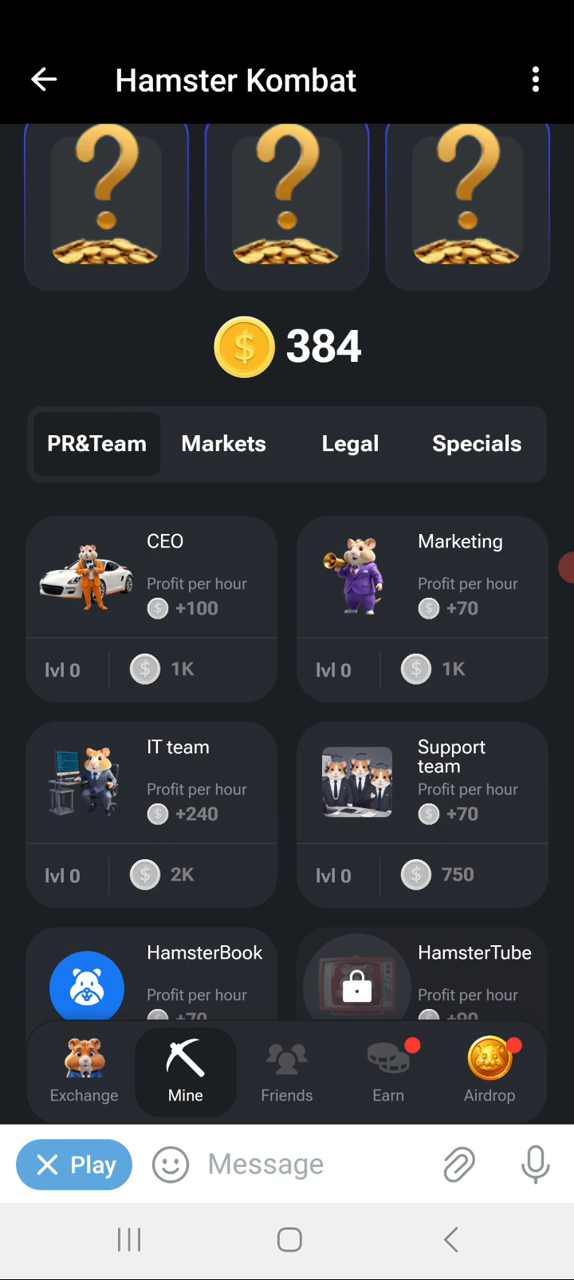 Hamster Kombat
? ? ?
$ 384
PR&Team Markets Legal Specials
CEO
Profit per hour
$ +100
lvl 0 $ 1K
Marketing
Profit per hour
$ +70
lvl 0 $ 1K
IT team
Profit per hour
$ +240
lvl 0 $ 2K
Support
team
Profit per hour
$ +70
lvl 0 $ 750
HamsterBook
Profit per hour
$ +70
HamsterTube
Profit per hour
$ +90
Exchange Mine Friends Earn Airdrop
Play Message